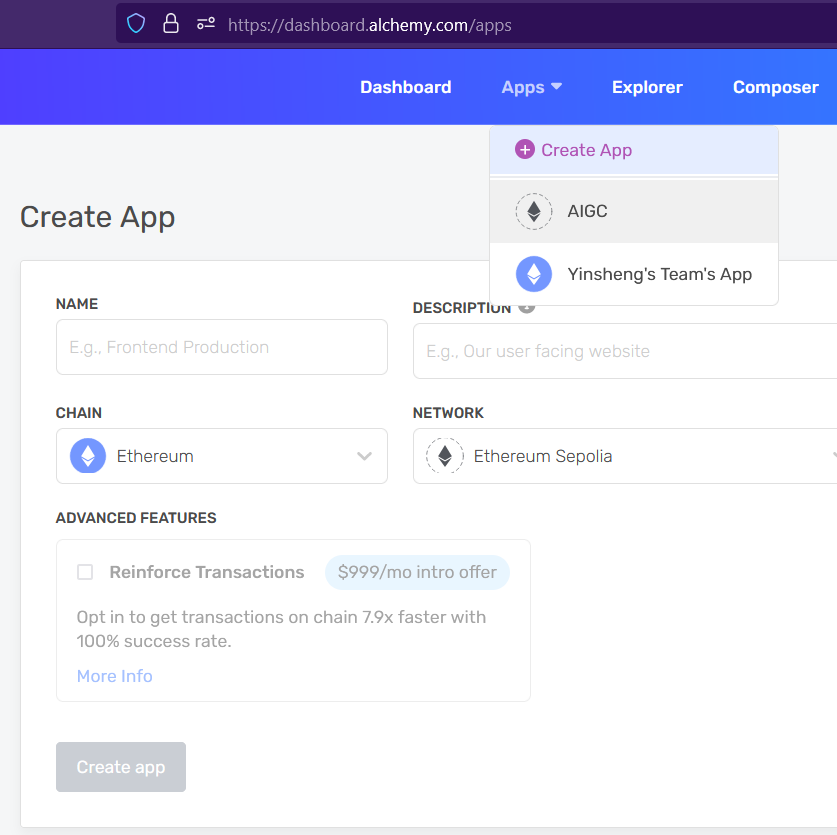 https://dashboard.alchemy.com/apps
Dashboard Apps Explorer Composer
Create App
AIGC
Yinsheng's Team's App
Create App
NAME
E.g., Frontend Production
DESCRIPTION
E.g., Our user facing website
CHAIN
Ethereum
NETWORK
Ethereum Sepolia
ADVANCED FEATURES
Reinforce Transactions $999/mo intro offer
Opt in to get transactions on chain 7.9x faster with
100% success rate.
More Info
Create app